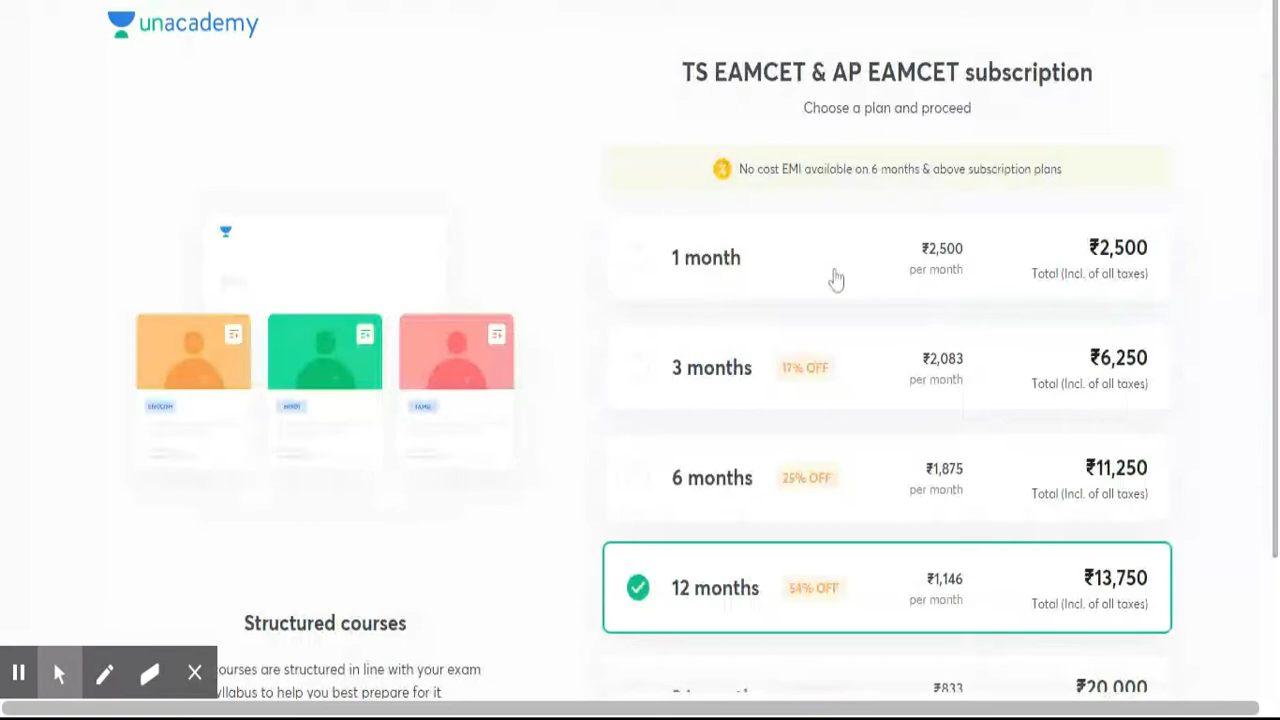 unacademy
TS EAMCET & AP EAMCET subscription
Choose a plan and proceed
No cost EMI available on 6 months & above subscription plans
1 month
₹2,500
per month
₹2,500
Total (Incl. of all taxes)
3 months
17% OFF
₹2,083
per month
₹6,250
Total (Incl. of all taxes)
6 months
25% OFF
₹1,875
per month
₹11,250
Total (Incl. of all taxes)
12 months
54% OFF
₹1,146
per month
₹13,750
Total (Incl. of all taxes)
₹833
₹20,000
ENGLISH
HINDI
Structured courses
ourses are structured in line with your exam
yllabus to help you best prepare for it